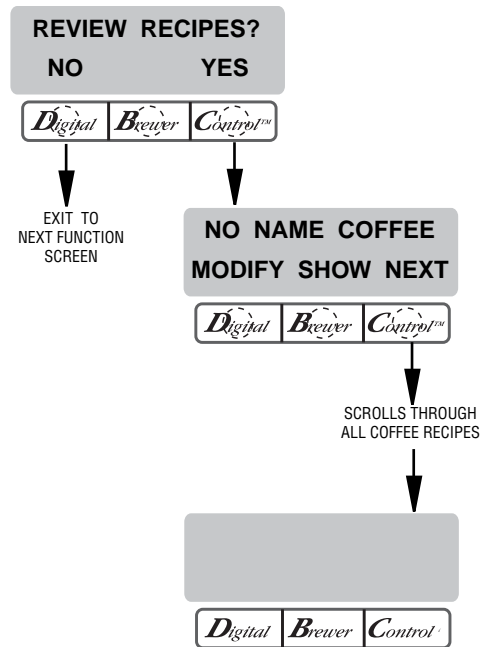 REVIEW RECIPES?
NO YES
Digital Brewer Control™
EXIT TO
NEXT FUNCTION
SCREEN
NO NAME COFFEE
MODIFY SHOW NEXT
Digital Brewer Control™
SCROLLS THROUGH
ALL COFFEE RECIPES
Digital Brewer Control